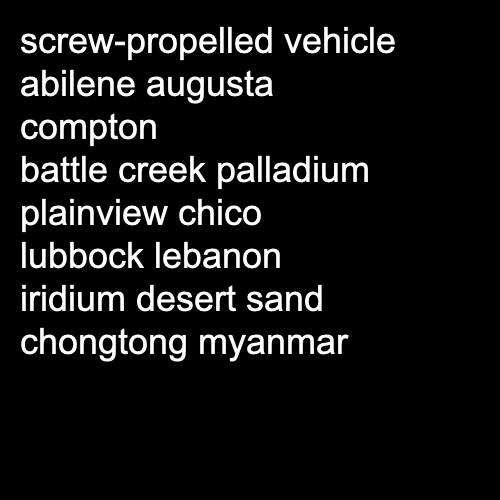 screw-propelled vehicle
abilene augusta
compton
battle creek palladium
plainview chico
lubbock lebanon
iridium desert sand
chongtong myanmar